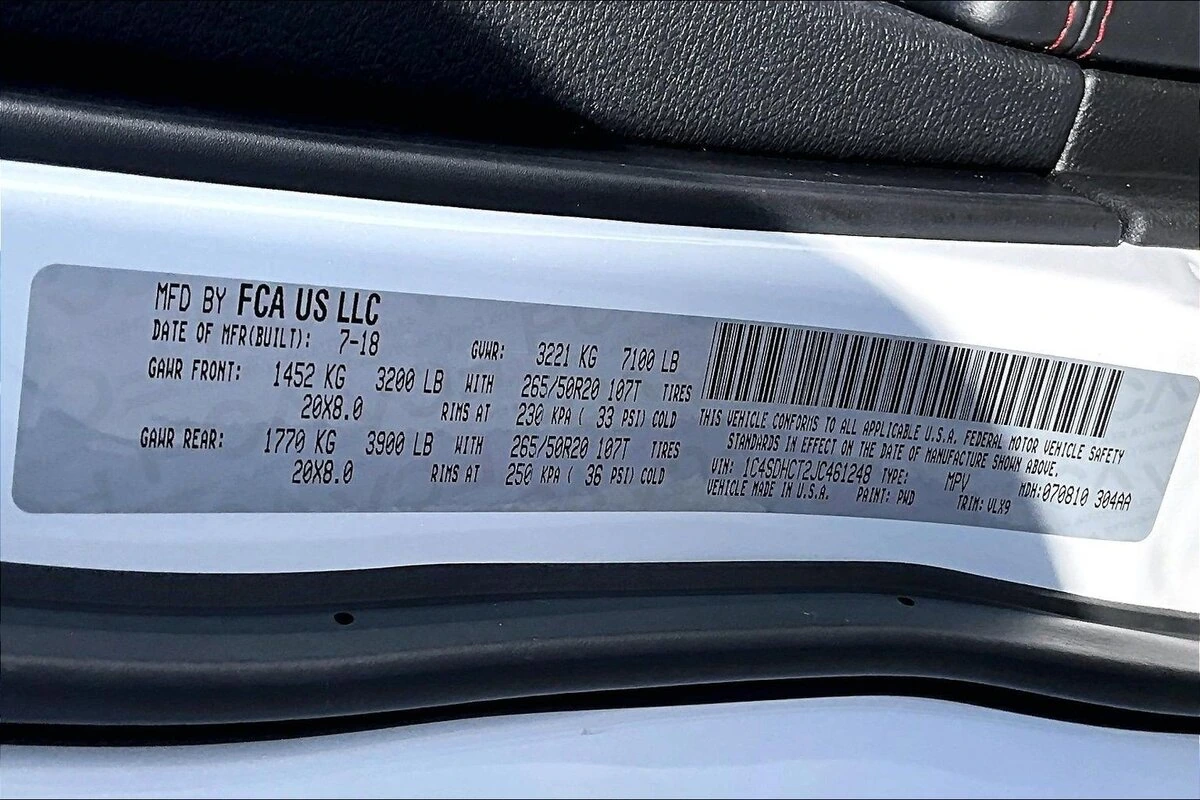 MFD BY FCA US LLC
DATE OF MFR(BUILT): 7-18 GVWR: 3221 KG 7100 LB
GAWR FRONT: 1452 KG 3200 LB WITH 265/50R20 107T TIRES
20X8.0 RIMS AT 230 KPA ( 33 PSI) COLD
GAWR REAR: 1770 KG 3900 LB WITH 265/50R20 107T TIRES
20X8.0 RIMS AT 250 KPA ( 36 PSI) COLD
THIS VEHICLE CONFORMS TO ALL APPLICABLE U.S.A. FEDERAL MOTOR VEHICLE SAFETY
STANDARDS IN EFFECT ON THE DATE OF MANUFACTURE SHOWN ABOVE.
VIN: 1C4SDHCT2JC461248 TYPE: MPV MDH:070810 304AA
VEHICLE MADE IN U.S.A. PAINT: PWD TRIM: VLX9